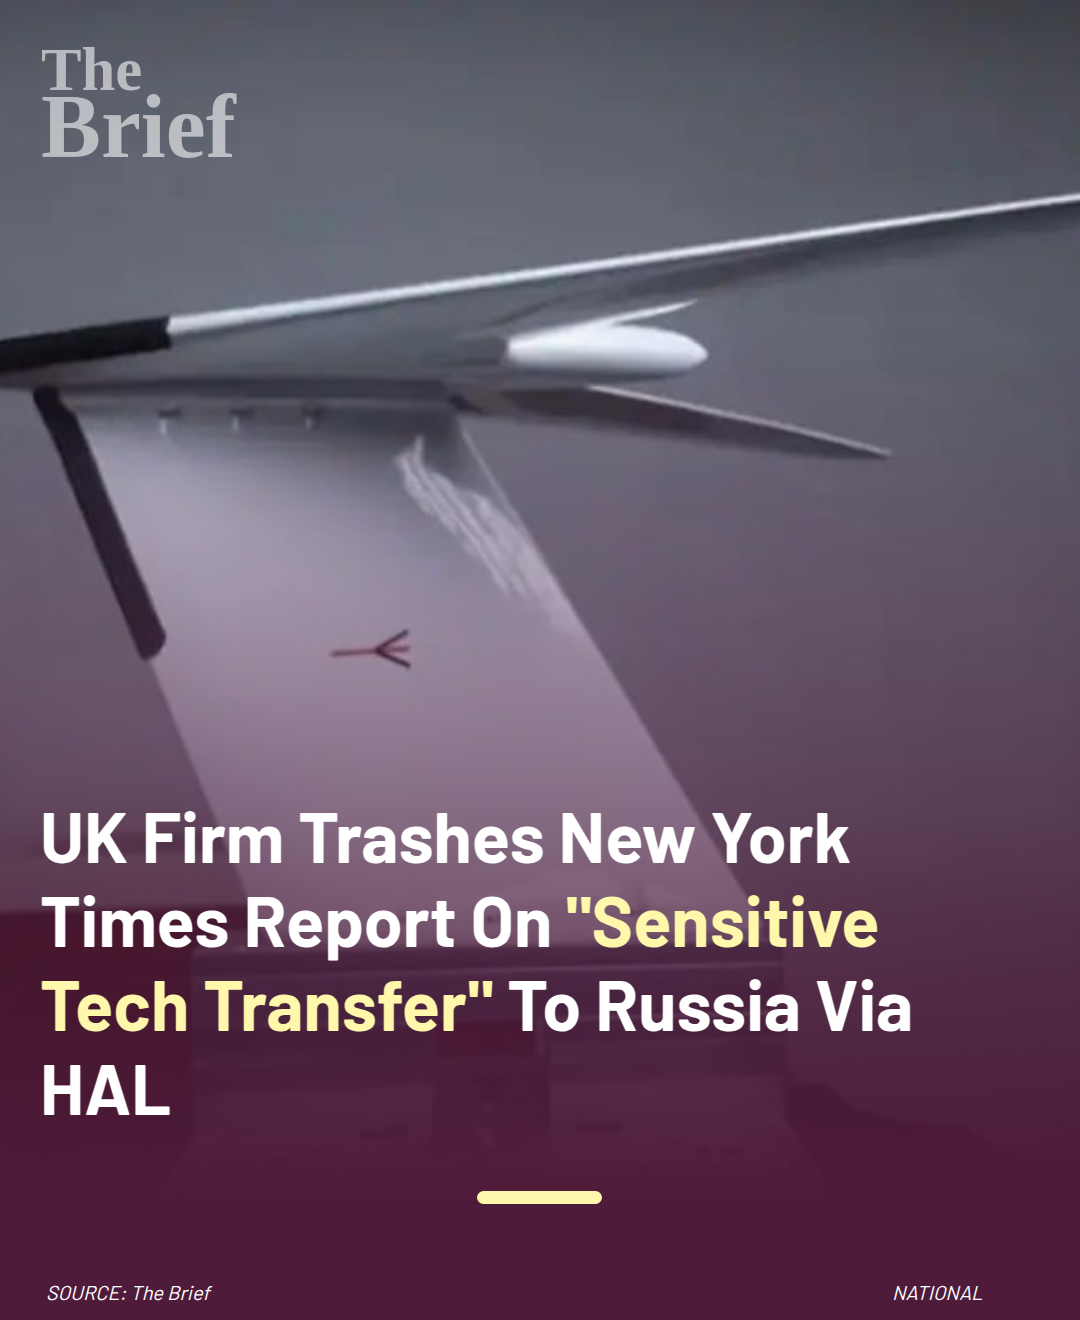 The
Brief
UK Firm Trashes New York
Times Report On "Sensitive
Tech Transfer" To Russia Via
HAL
SOURCE: The Brief
NATIONAL